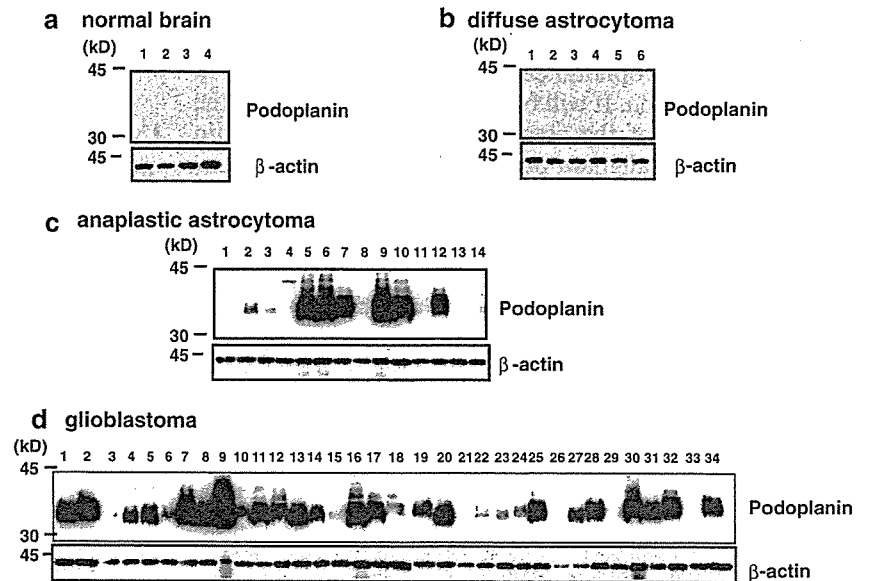 a normal brain
(kD)
1 2 3 4
45
30
Podoplanin
45
β-actin
b diffuse astrocytoma
(kD)
1 2 3 4 5 6
45
30
Podoplanin
45
β-actin
c anaplastic astrocytoma
(kD)
1 2 3 4 5 6 7 8 9 10 11 12 13 14
45
30
Podoplanin
45
β-actin
d glioblastoma
(kD)
1 2 3 4 5 6 7 8 9 10 11 12 13 14 15 16 17 18 19 20 21 22 23 24 25 26 27 28 29 30 31 32 33 34
45
30
Podoplanin
45
β-actin